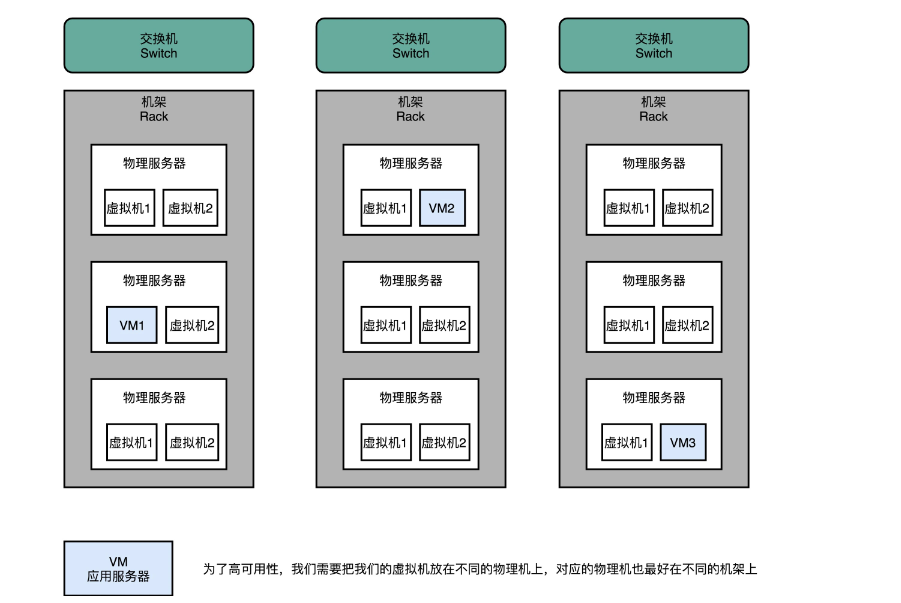 交换机
Switch
交换机
Switch
交换机
Switch
机架
Rack
机架
Rack
机架
Rack
物理服务器
虚拟机1 虚拟机2
物理服务器
虚拟机1 VM2
物理服务器
虚拟机1 虚拟机2
物理服务器
VM1 虚拟机2
物理服务器
虚拟机1 虚拟机2
物理服务器
虚拟机1 虚拟机2
物理服务器
虚拟机1 虚拟机2
物理服务器
虚拟机1 虚拟机2
物理服务器
虚拟机1 VM3
VM
应用服务器
为了高可用性，我们需要把我们的虚拟机放在不同的物理机上，对应的物理机也最好在不同的机架上